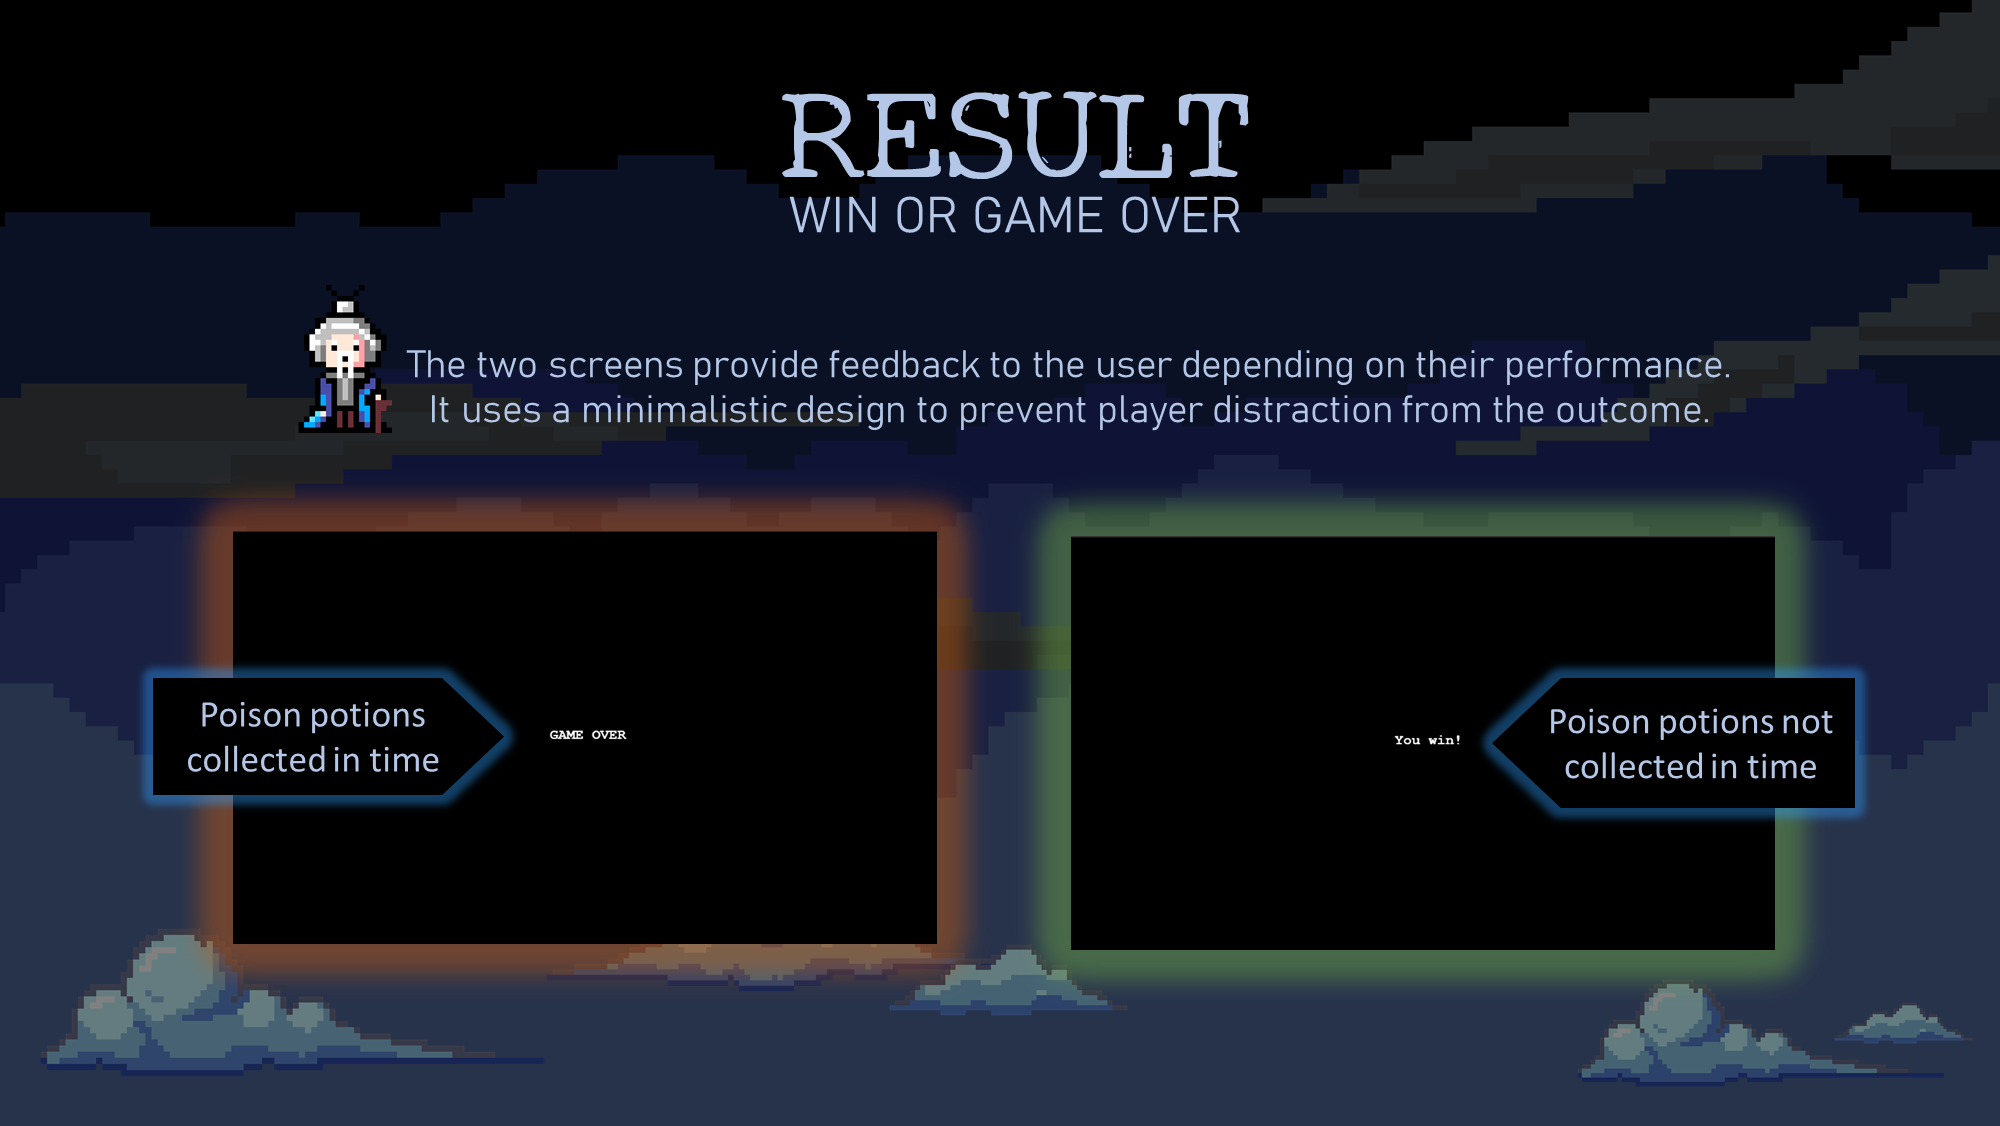 RESULT
WIN OR GAME OVER
The two screens provide feedback to the user depending on their performance.
It uses a minimalistic design to prevent player distraction from the outcome.
Poison potions
collected in time
GAME OVER
You win!
Poison potions not
collected in time